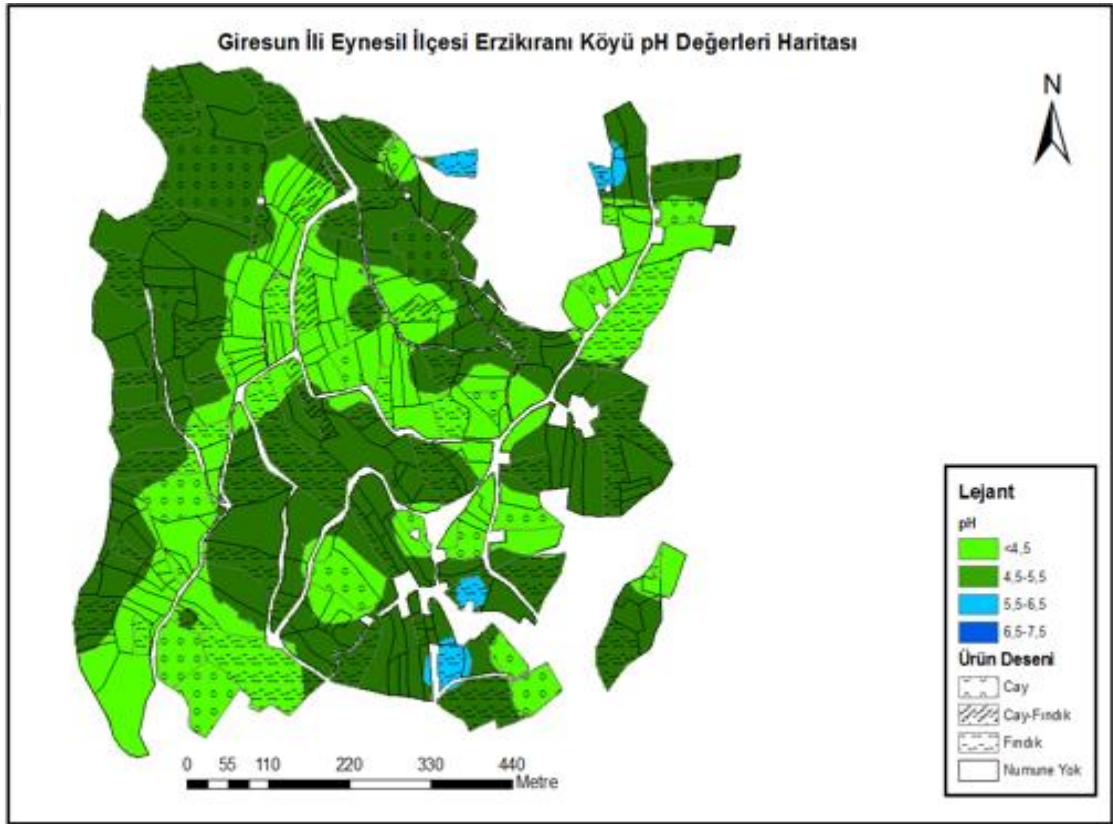 Giresun İli Eynesil İlçesi Erzikıranı Köyü pH Değerleri Haritası
N
Lejant
pH
<4,5
4,5-5,5
5,5-6,5
6,5-7,5
Ürün Deseni
Cay
Cay-Fındık
Fındık
Numune Yok
0 55 110 220 330 440
Metre